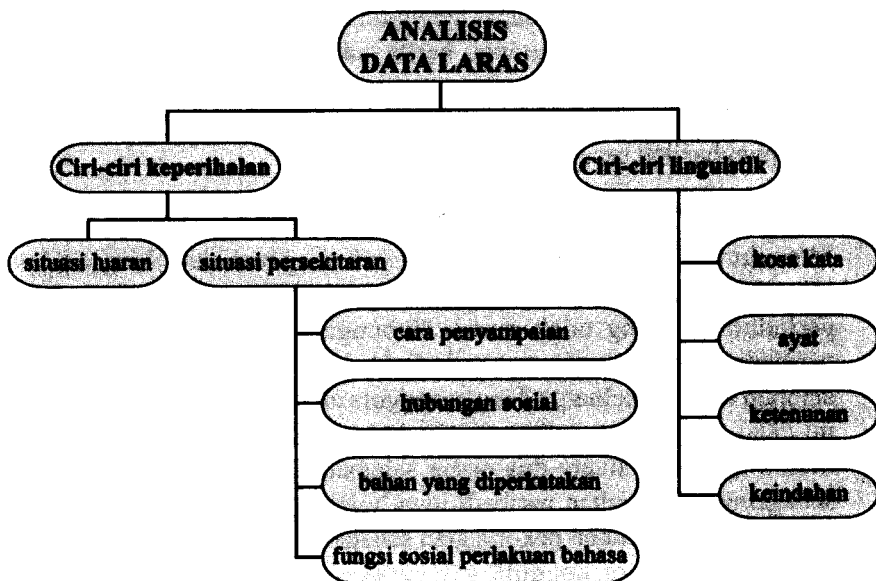 ANALISIS
DATA LARAS
Ciri-ciri keperihalan
Ciri-ciri linguistik
situasi luaran
situasi persekitaran
kosa kata
cara penyampaian
ayat
hubungan sosial
ketenunan
bahan yang diperkatakan
keindahan
fungsi sosial perlakuan bahasa